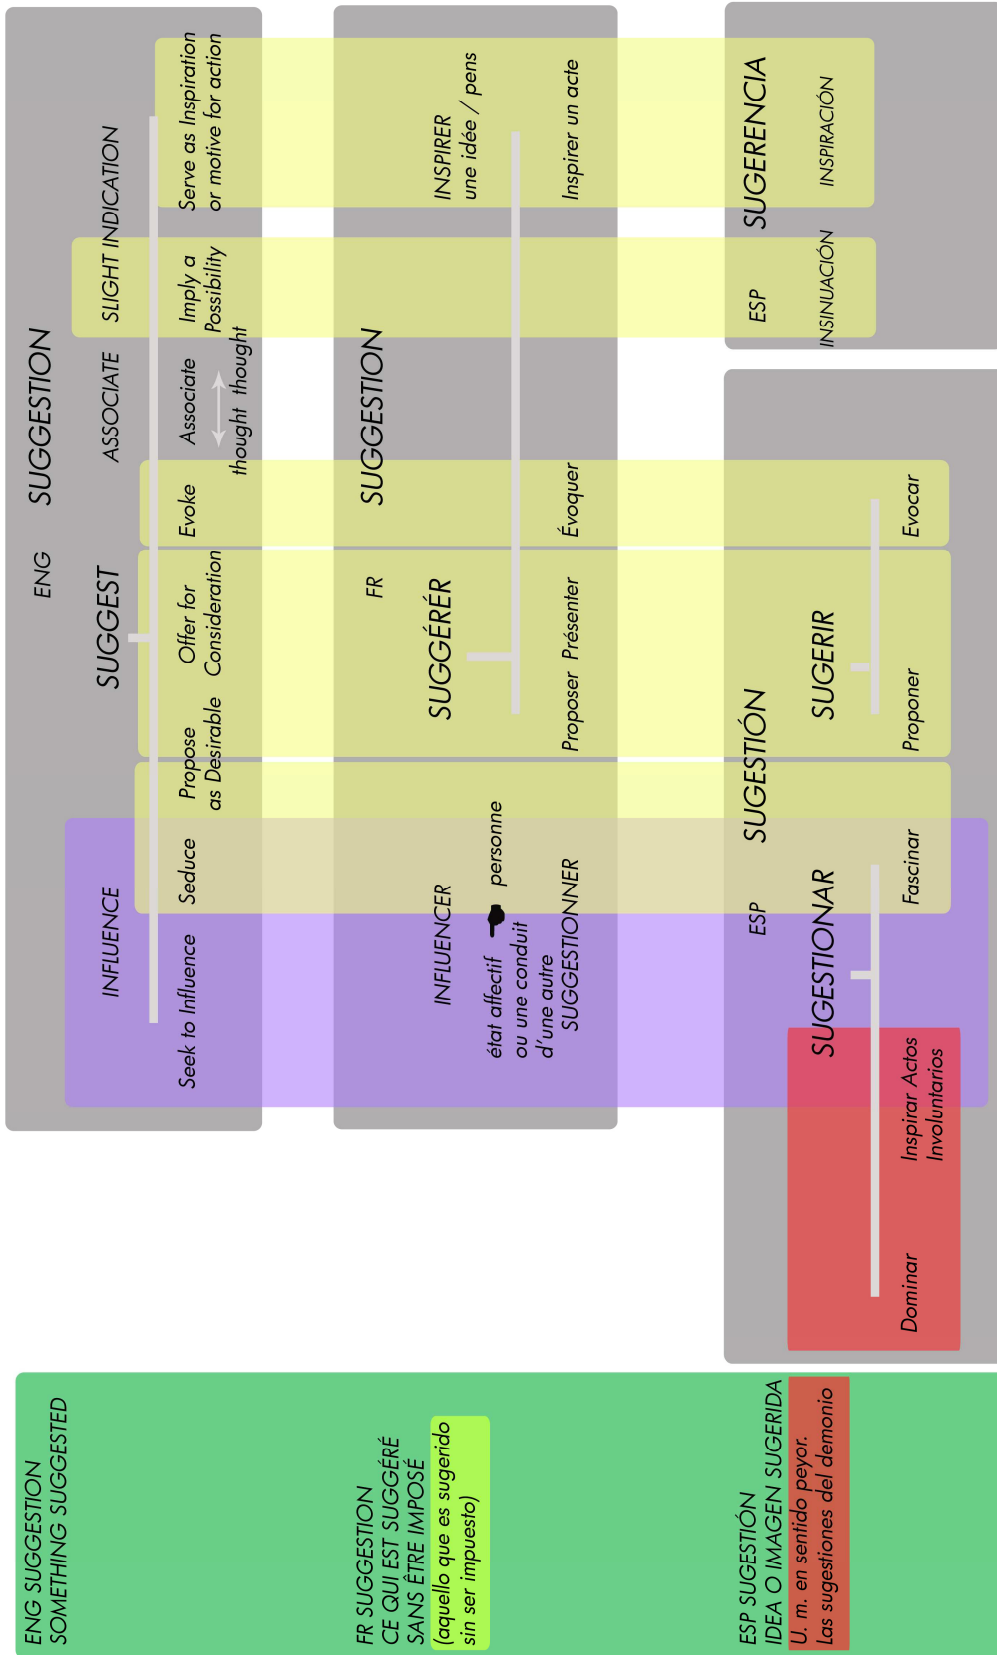 ENG SUGGESTION
SOMETHING SUGGESTED
ENG SUGGESTION
INFLUENCE
SUGGEST
ASSOCIATE
SLIGHT INDICATION
Seek to Influence
Seduce
Propose
as Desirable
Offer for
Consideration
Evoke
Associate
thought thought
Imply a
Possibility
Serve as Inspiration
or motive for action
FR SUGGESTION
CE QUI EST SUGGÉRÉ
SANS ÊTRE IMPOSÉ
(aquello que es sugerido
sin ser impuesto)
FR SUGGESTION
INFLUENCER
état affectif personne
ou une conduit
d'une autre
SUGGESTIONNER
SUGGÉRÉR
INSPIRER
une idée / pens
Proposer Présenter
Évoquer
Inspirer un acte
ESP SUGESTIÓN
IDEA O IMAGEN SUGERIDA
U. m. en sentido peyor.
Las sugestiones del demonio
ESP SUGESTIÓN
SUGESTIONAR
SUGERIR
Dominar
Inspirar Actos
Involuntarios
Fascinar
Proponer
Evocar
ESP SUGERENCIA
INSINUACIÓN
INSPIRACIÓN